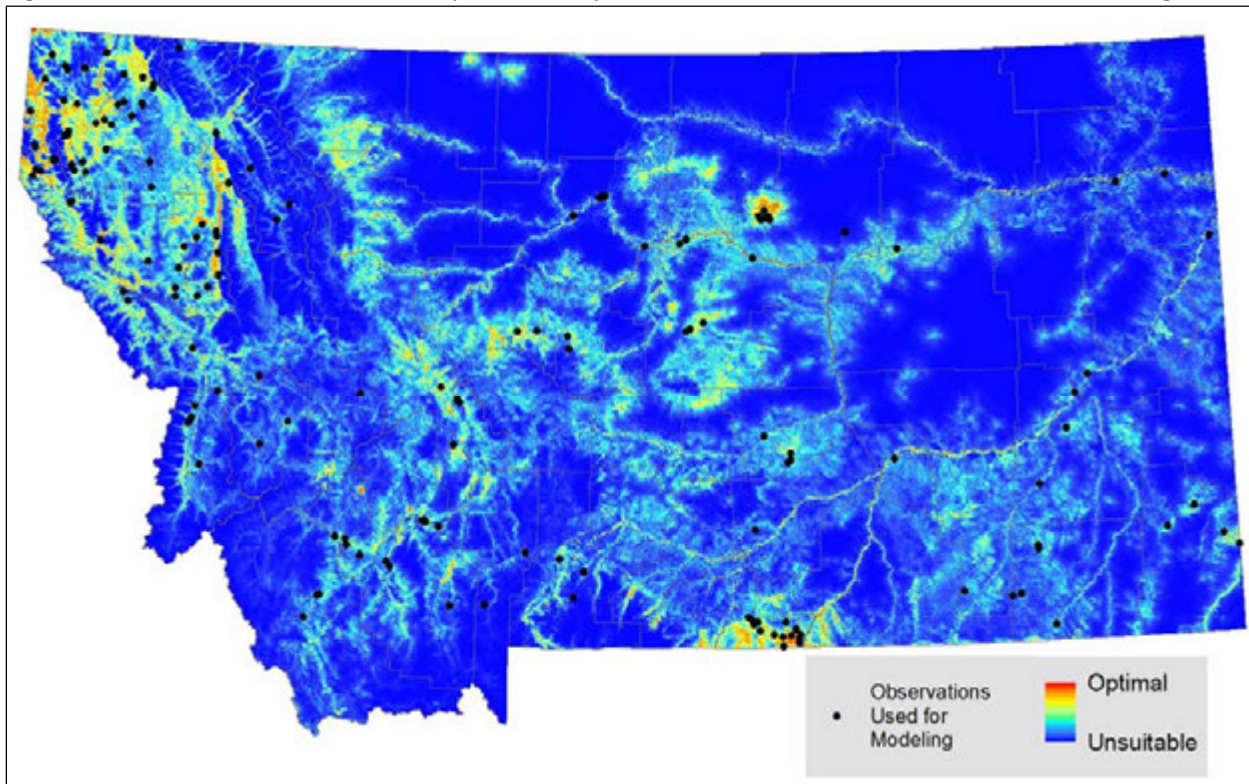 Observations
Used for
Modeling
Optimal
Unsuitable